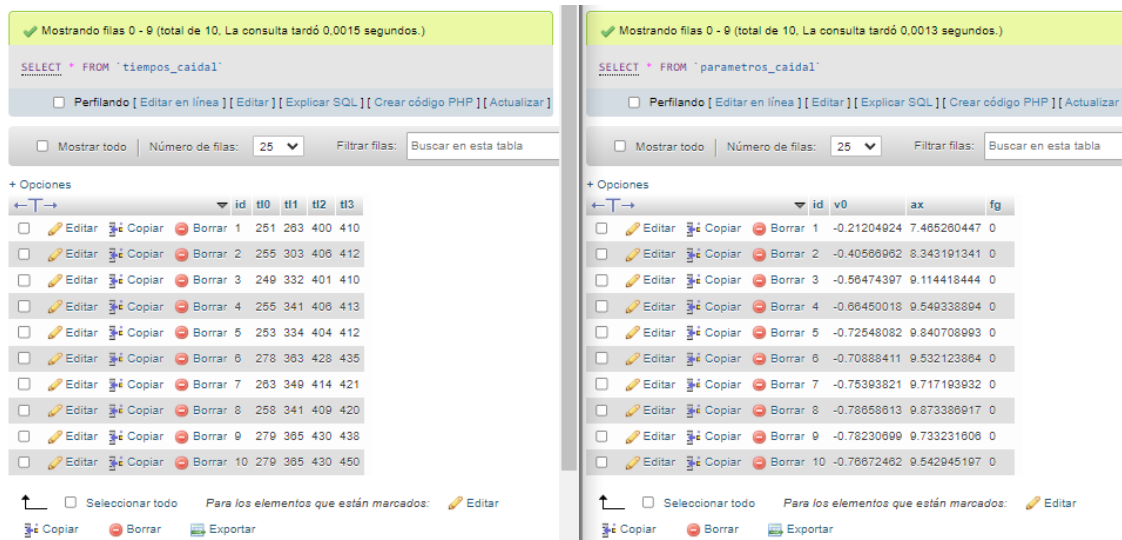 Mostrando filas 0 - 9 (total de 10, La consulta tardó 0,0015 segundos.)
SELECT * FROM `tiempos_caidal`
Perfilando [ Editar en línea ] [ Editar ] [ Explicar SQL ] [ Crear código PHP ] [ Actualizar ]
Mostrar todo Número de filas: 25 Filtrar filas: Buscar en esta tabla
+ Opciones
id tl0 tl1 tl2 tl3
Editar Copiar Borrar 1 251 263 400 410
Editar Copiar Borrar 2 255 303 406 412
Editar Copiar Borrar 3 249 332 401 410
Editar Copiar Borrar 4 255 341 406 413
Editar Copiar Borrar 5 253 334 404 412
Editar Copiar Borrar 6 278 363 428 435
Editar Copiar Borrar 7 263 349 414 421
Editar Copiar Borrar 8 258 341 409 420
Editar Copiar Borrar 9 279 365 430 438
Editar Copiar Borrar 10 279 365 430 450
Seleccionar todo Para los elementos que están marcados: Editar
Copiar Borrar Exportar
Mostrando filas 0 - 9 (total de 10, La consulta tardó 0,0013 segundos.)
SELECT * FROM `parametros_caidal`
Perfilando [ Editar en línea ] [ Editar ] [ Explicar SQL ] [ Crear código PHP ] [ Actualizar
Mostrar todo Número de filas: 25 Filtrar filas: Buscar en esta tabla
+ Opciones
id v0 ax fg
Editar Copiar Borrar 1 -0.21204924 7.465260447 0
Editar Copiar Borrar 2 -0.40566962 8.343191341 0
Editar Copiar Borrar 3 -0.56474397 9.114418444 0
Editar Copiar Borrar 4 -0.66450018 9.549338894 0
Editar Copiar Borrar 5 -0.72548082 9.840708993 0
Editar Copiar Borrar 6 -0.70888411 9.532123864 0
Editar Copiar Borrar 7 -0.75393821 9.717193932 0
Editar Copiar Borrar 8 -0.78658613 9.873386917 0
Editar Copiar Borrar 9 -0.78230699 9.733231606 0
Editar Copiar Borrar 10 -0.76672462 9.542945197 0
Seleccionar todo Para los elementos que están marcados: Editar
Copiar Borrar Exportar